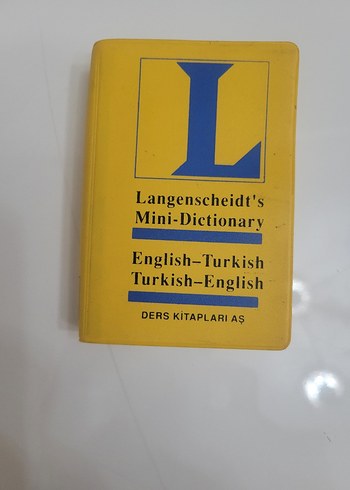 L
Langenscheidt's
Mini-Dictionary
English–Turkish
Turkish–English
DERS KİTAPLARI AŞ